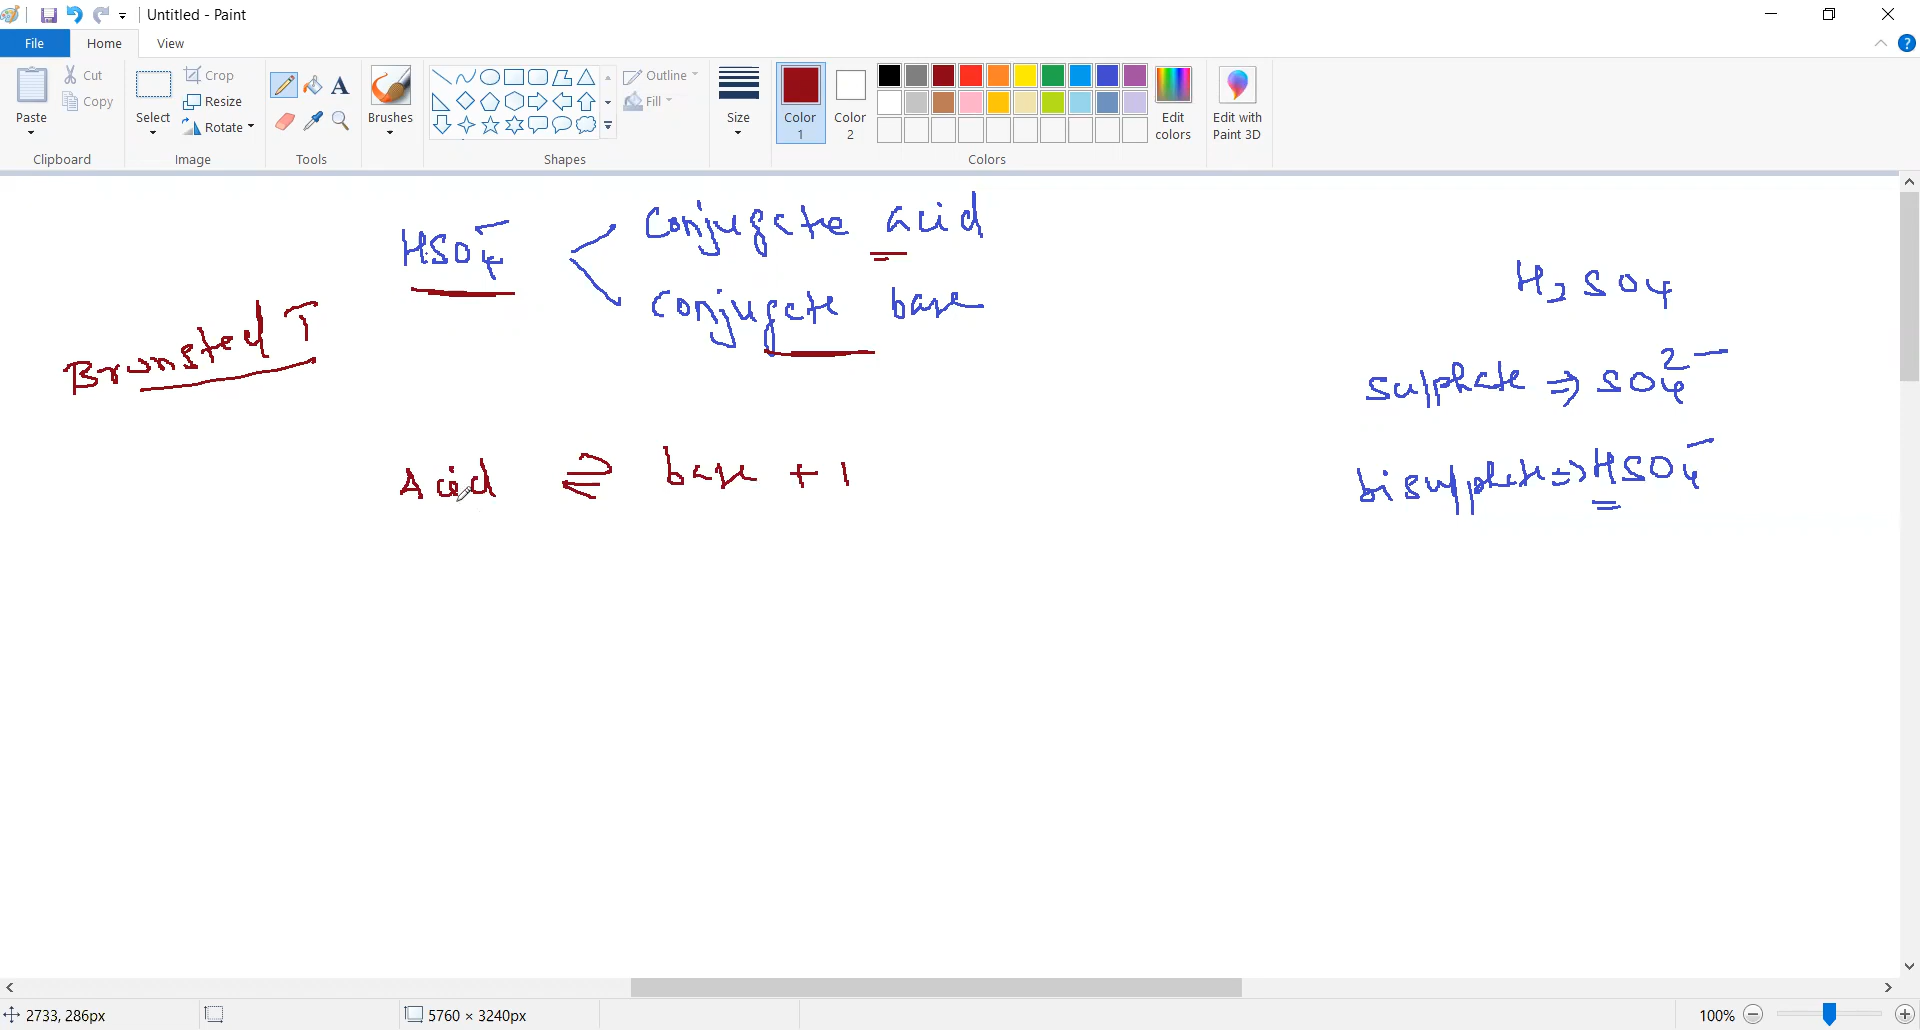 Untitled - Paint
File Home View
Paste
Cut
Copy
Clipboard
Select
Crop
Resize
Rotate
Image
Tools
Brushes
Outline
Fill
Shapes
Size
Color 1
Color 2
Edit colors
Colors
Edit with Paint 3D
HSO4⁻
Conjugate acid
Conjugate base
Bronsted T
Acid ⇌ base + 1
H2SO4
sulphate ⇒ SO4²⁻
bisulphate ⇒ HSO4⁻
2733, 286px
5760 × 3240px
100%